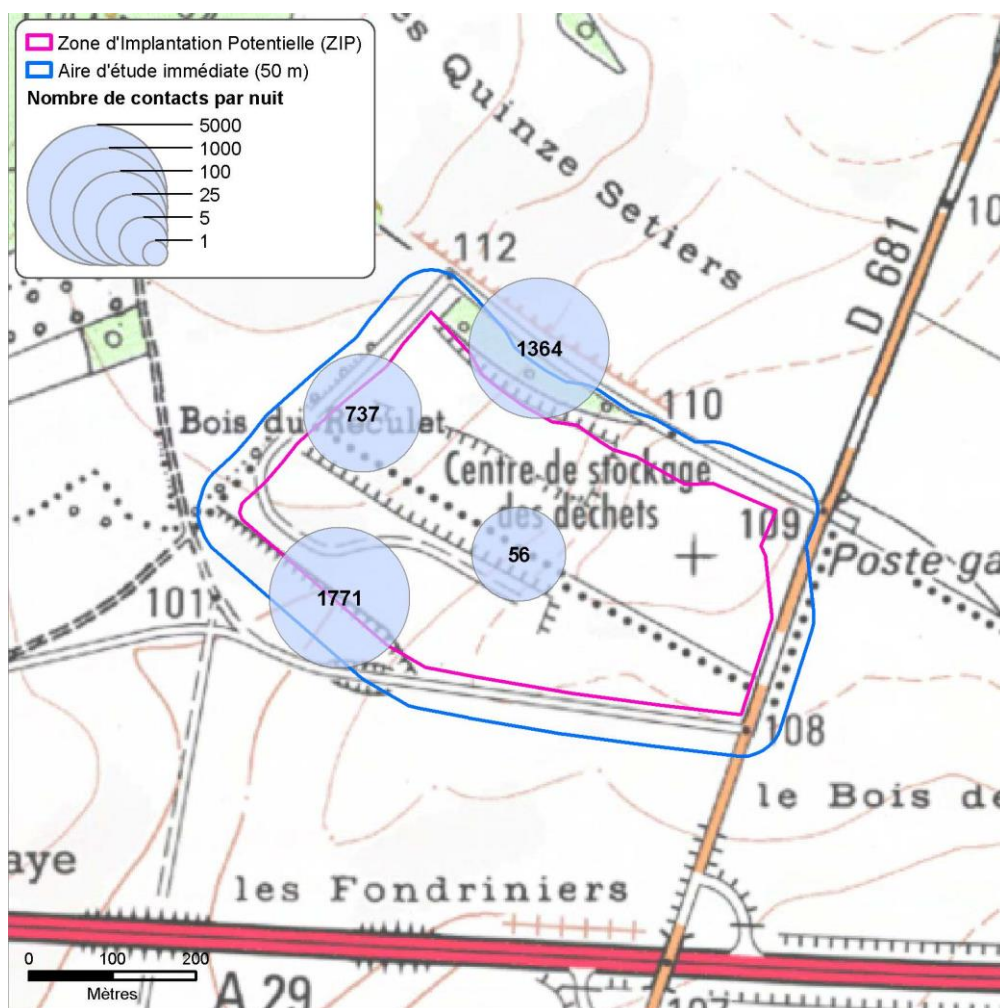 Zone d'Implantation Potentielle (ZIP)
Aire d'étude immédiate (50 m)
Nombre de contacts par nuit
5000
1000
100
25
5
1
es Quinze Setiers
D 681
112
1364
110
737
Bois du Reculet
Centre de stockage
des déchets
109
Poste ga
56
1771
101
108
le Bois de
aye
les Fondriniers
0 100 200
Mètres
A 29
107